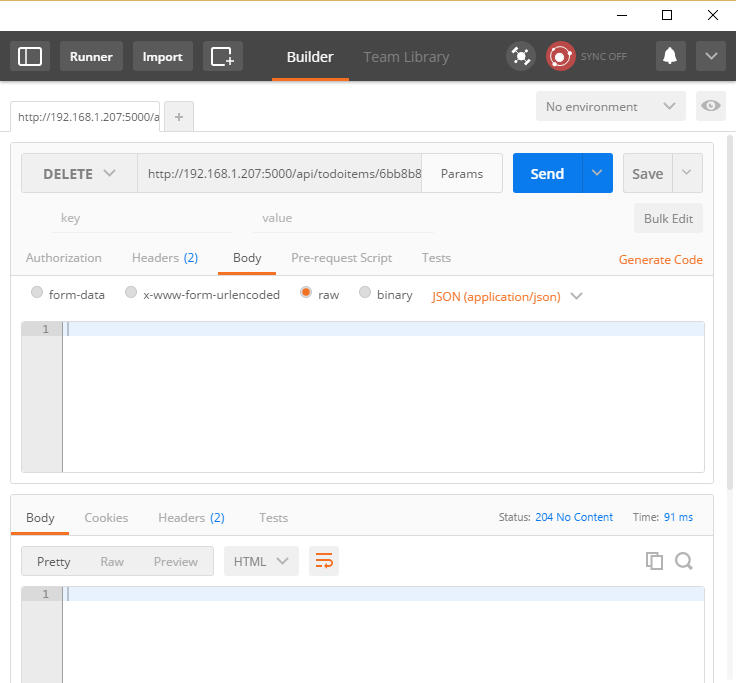 Runner Import Builder Team Library SYNC OFF
http://192.168.1.207:5000/a + No environment
DELETE http://192.168.1.207:5000/api/todoitems/6bb8b8 Params Send Save
key value Bulk Edit
Authorization Headers (2) Body Pre-request Script Tests Generate Code
form-data x-www-form-urlencoded raw binary JSON (application/json)
1
Body Cookies Headers (2) Tests Status: 204 No Content Time: 91 ms
Pretty Raw Preview HTML
1